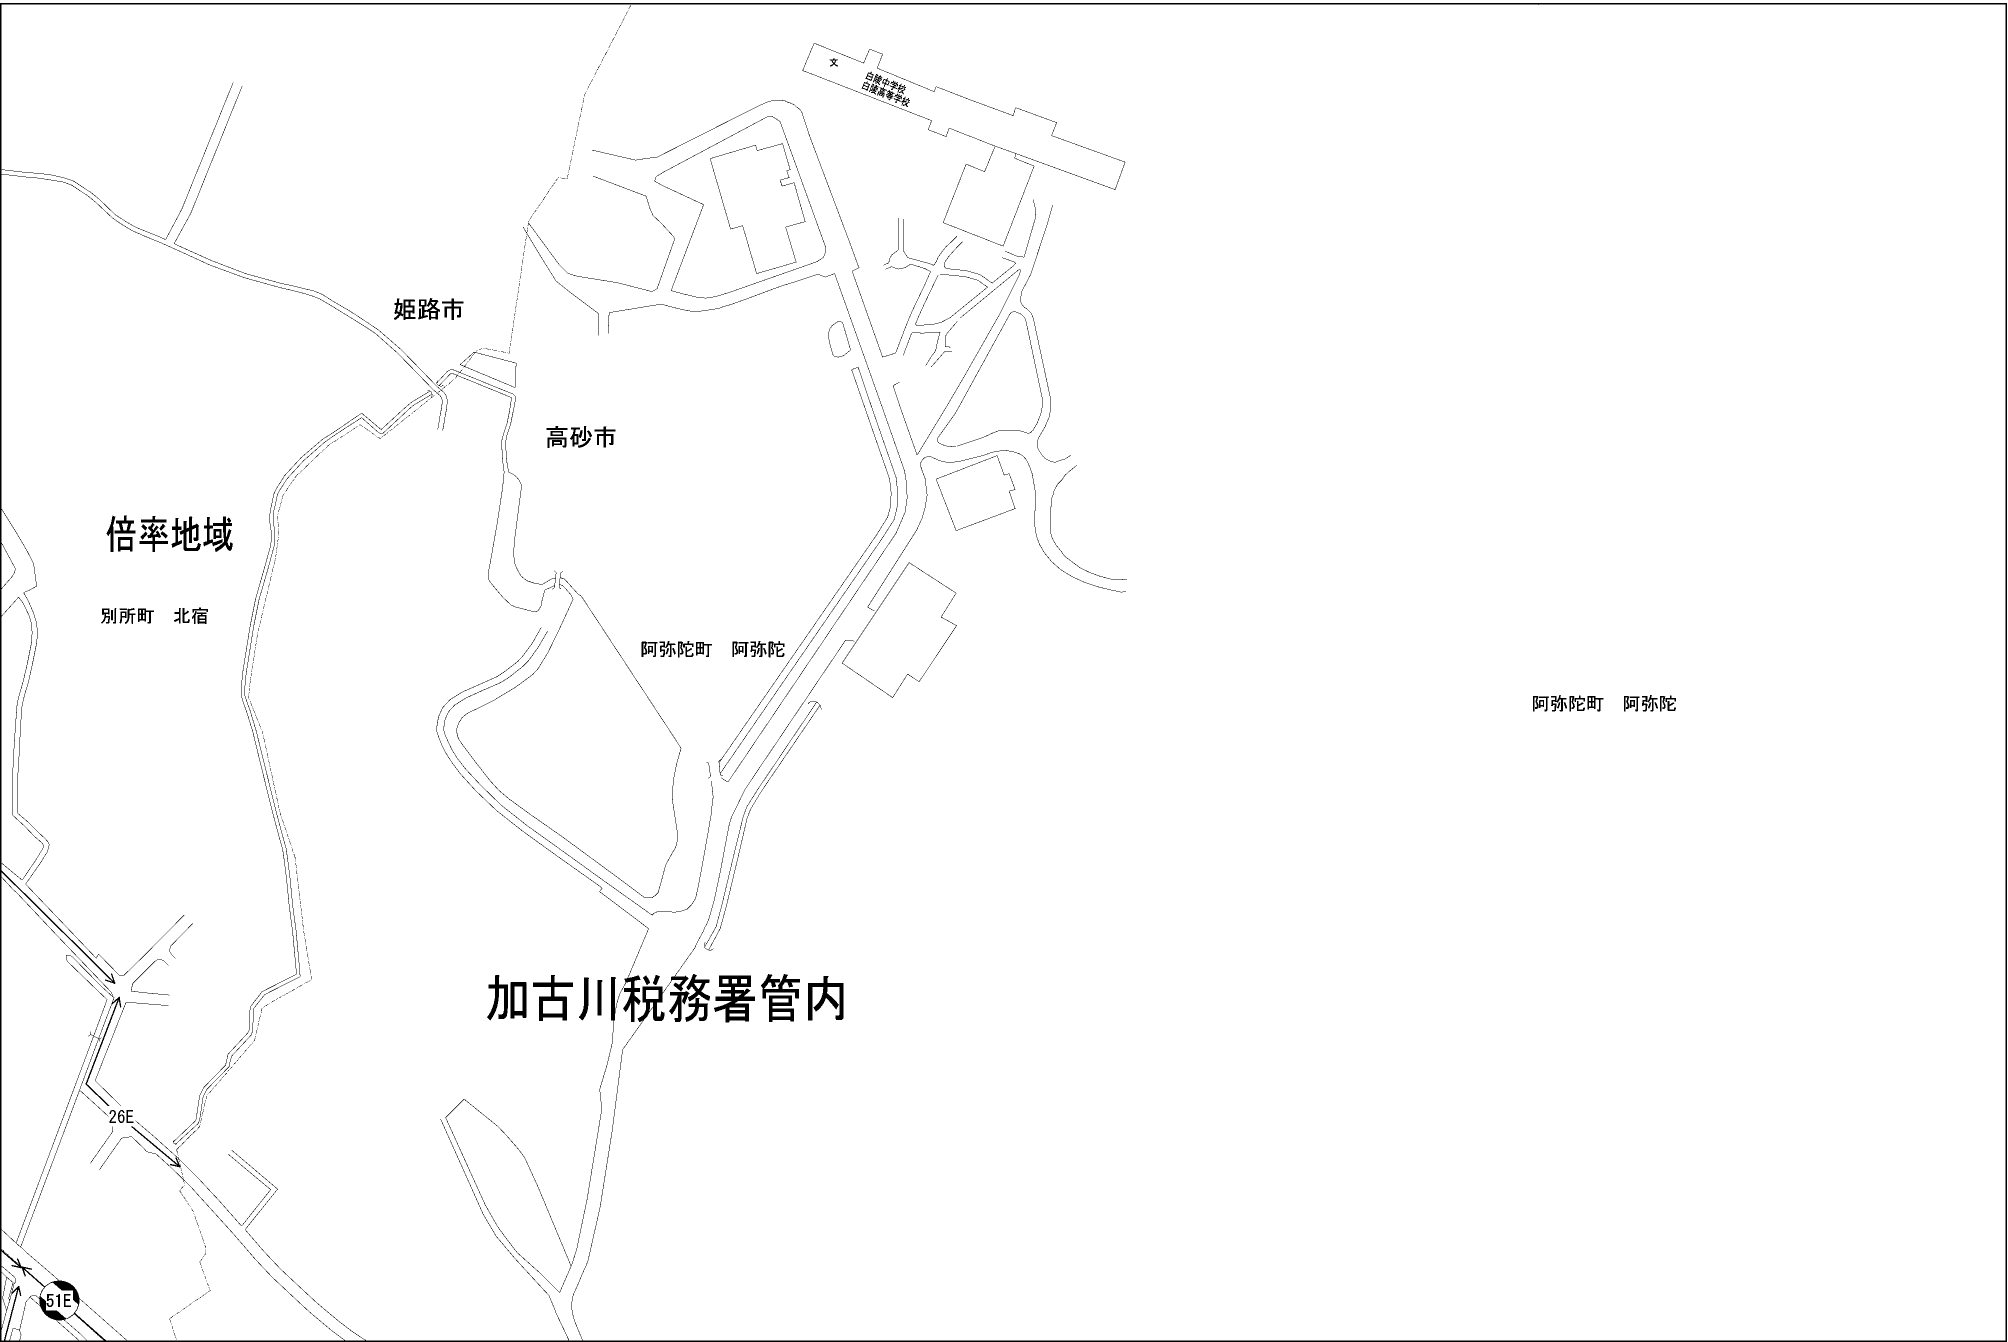 文
白陵中学校
白陵高等学校
姫路市
高砂市
倍率地域
別所町　北宿
阿弥陀町　阿弥陀
阿弥陀町　阿弥陀
加古川税務署管内
26E
51E